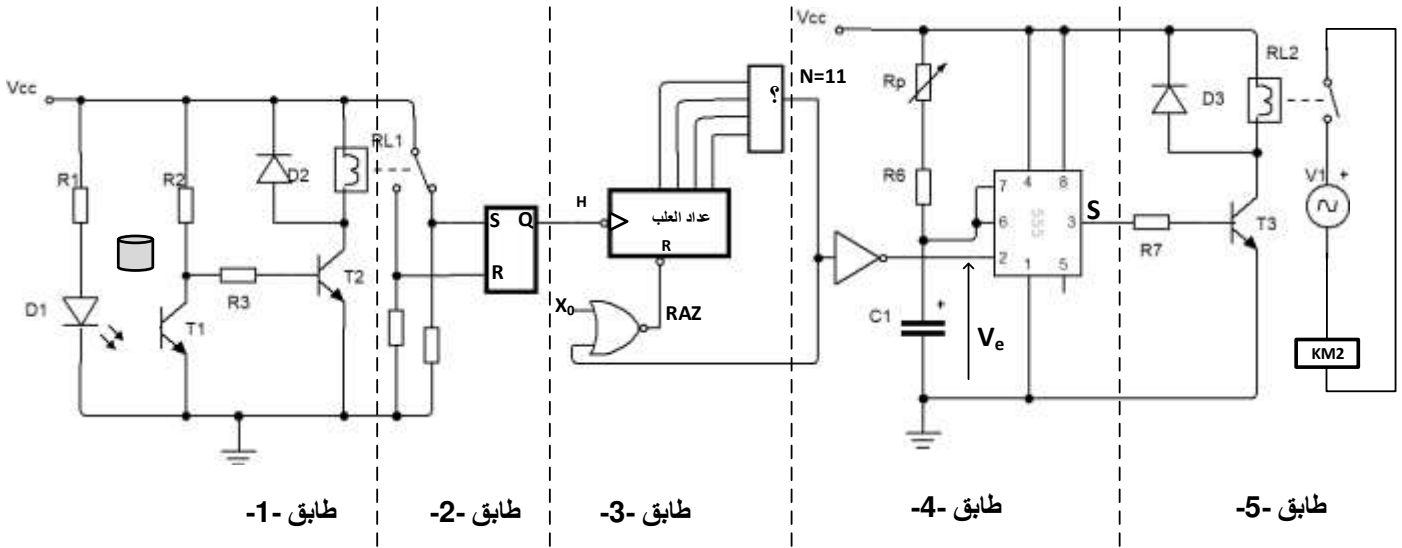 Vcc
R1
R2
D2
RL1
D1
R3
T1
T2
S
Q
R
H
عداد العلب
R
؟
N=11
X0
RAZ
Vcc
Rp
R6
C1
Ve
7
6
2
4
8
555
3
1
5
S
R7
D3
RL2
T3
V1
+
+
KM2
طابق -1-
طابق -2-
طابق -3-
طابق -4-
طابق -5-